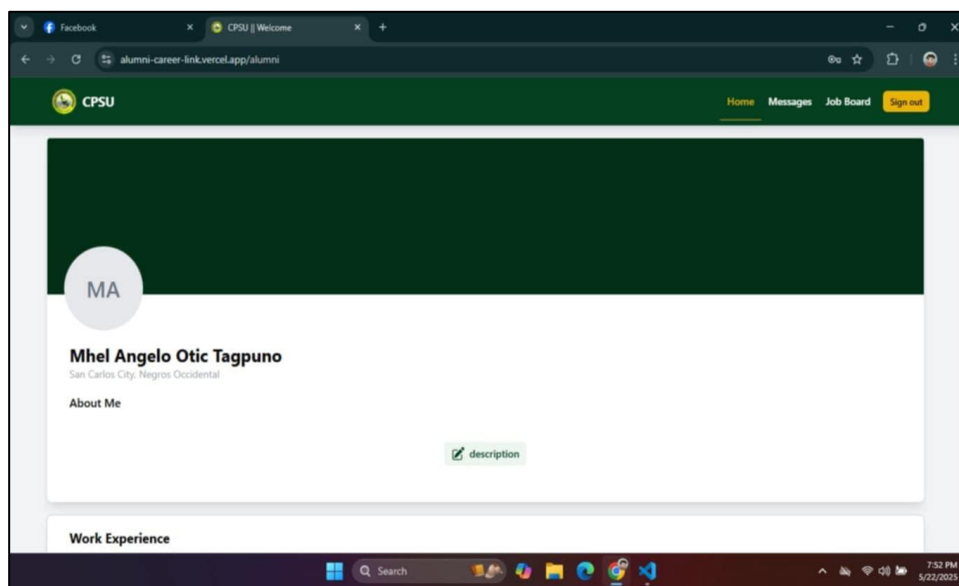 Facebook
CPSU || Welcome
alumni-career-link.vercel.app/alumni
CPSU
Home Messages Job Board Sign out
MA
Mhel Angelo Otic Tagpuno
San Carlos City, Negros Occidental
About Me
description
Work Experience
Search
7:52 PM
5/22/2025